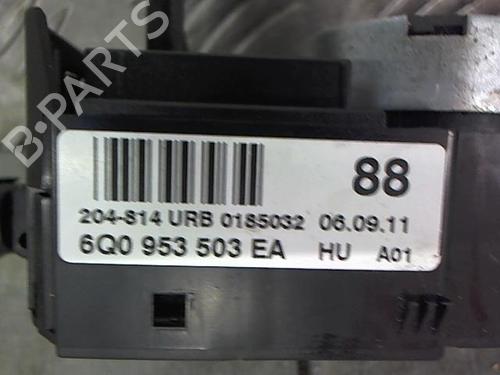 B-PARTS
88
204-814 URB 0185032 06.09.11
6Q0 953 503 EA HU A01